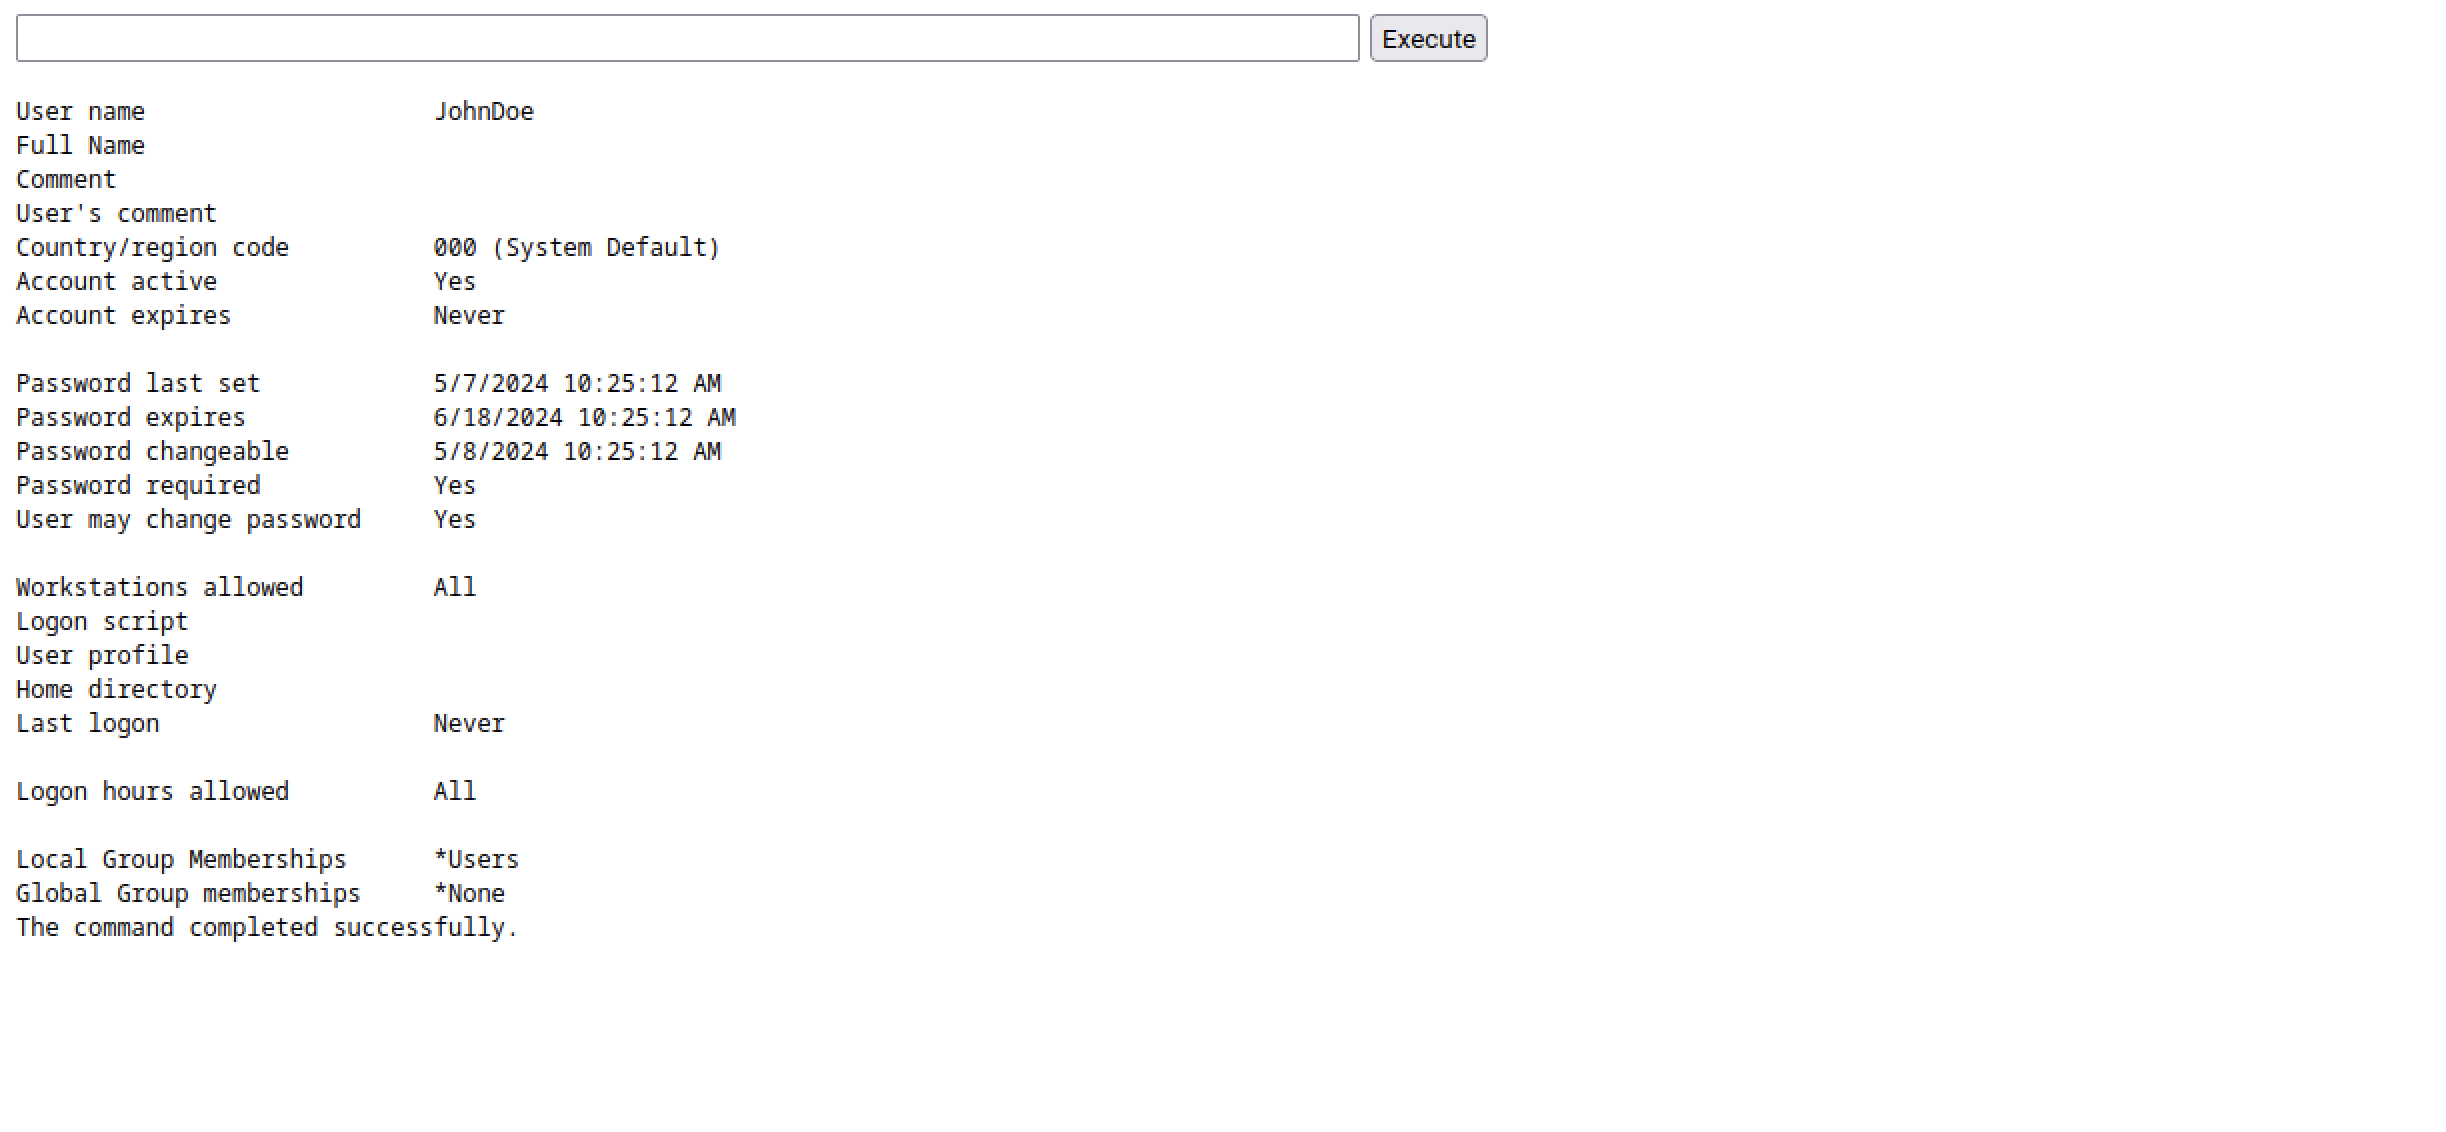 Execute
User name                    JohnDoe
Full Name
Comment
User's comment
Country/region code          000 (System Default)
Account active               Yes
Account expires              Never
Password last set            5/7/2024 10:25:12 AM
Password expires             6/18/2024 10:25:12 AM
Password changeable          5/8/2024 10:25:12 AM
Password required            Yes
User may change password     Yes
Workstations allowed         All
Logon script
User profile
Home directory
Last logon                   Never
Logon hours allowed          All
Local Group Memberships      *Users
Global Group memberships     *None
The command completed successfully.